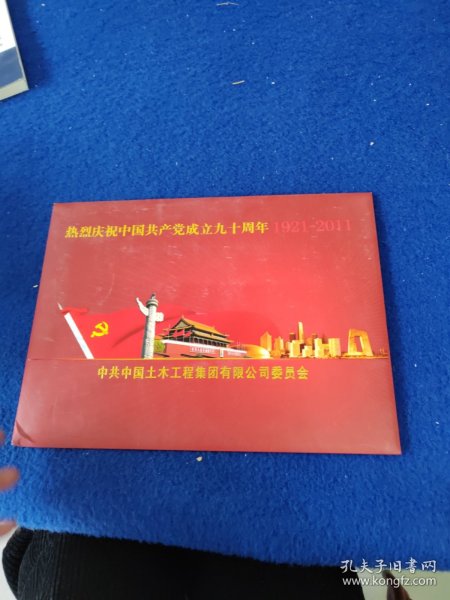 热烈庆祝中国共产党成立九十周年 1921-2011
中共中国土木工程集团有限公司委员会
孔夫子旧书网
www.kongfz.com